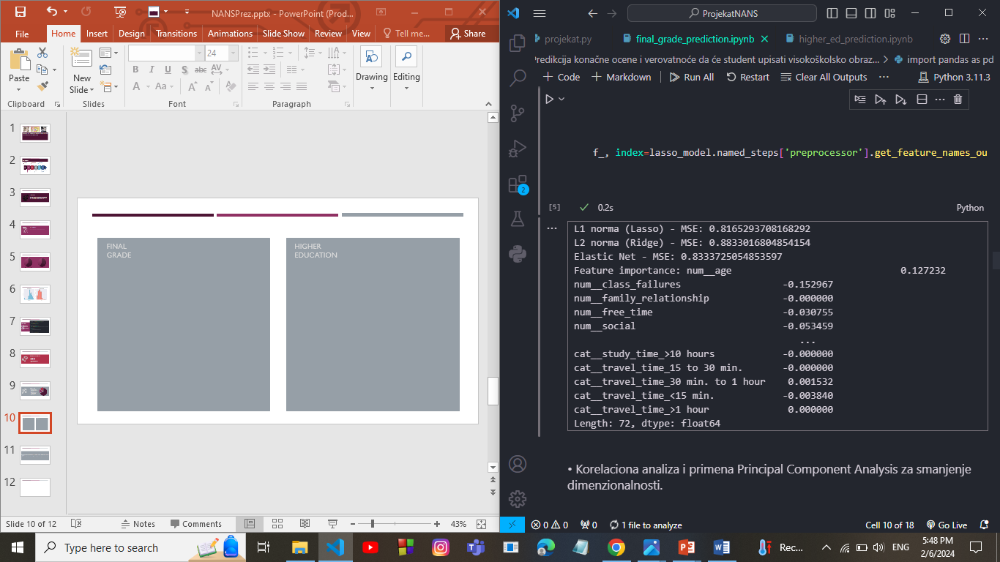 NANSPrez.pptx - PowerPoint (Prod...
File Home Insert Design Transitions Animations Slide Show Review View Tell me... Share
Paste
New
Slide
24
B I U S abc AV
A Aa A A
Drawing
Editing
Clipboard Slides Font Paragraph
1
2
3
4
5
6
7
8
9
10
11
12
FINAL
GRADE
HIGHER
EDUCATION
Slide 10 of 12 Notes Comments 43%
ProjekatNANS
projekat.py final_grade_prediction.ipynb higher_ed_prediction.ipynb
Predikcija konačne ocene i verovatnoće da će student upisati visokoškolsko obraz... > import pandas as pd
+ Code + Markdown Run All Restart Clear All Outputs ... Python 3.11.3
f_, index=lasso_model.named_steps['preprocessor'].get_feature_names_ou
[5] 0.2s Python
2
... L1 norma (Lasso) - MSE: 0.8165293708168292
L2 norma (Ridge) - MSE: 0.8833016804854154
Elastic Net - MSE: 0.8333725054853597
Feature importance: num__age 0.127232
num__class_failures -0.152967
num__family_relationship -0.000000
num__free_time -0.030755
num__social -0.053459
...
cat__study_time_>10 hours -0.000000
cat__travel_time_15 to 30 min. -0.000000
cat__travel_time_30 min. to 1 hour 0.001532
cat__travel_time_<15 min. -0.003840
cat__travel_time_>1 hour 0.000000
Length: 72, dtype: float64
• Korelaciona analiza i primena Principal Component Analysis za smanjenje
dimenzionalnosti.
0 0 0 1 file to analyze Cell 10 of 18 Go Live
Type here to search
Rec...
ENG
5:48 PM
2/6/2024